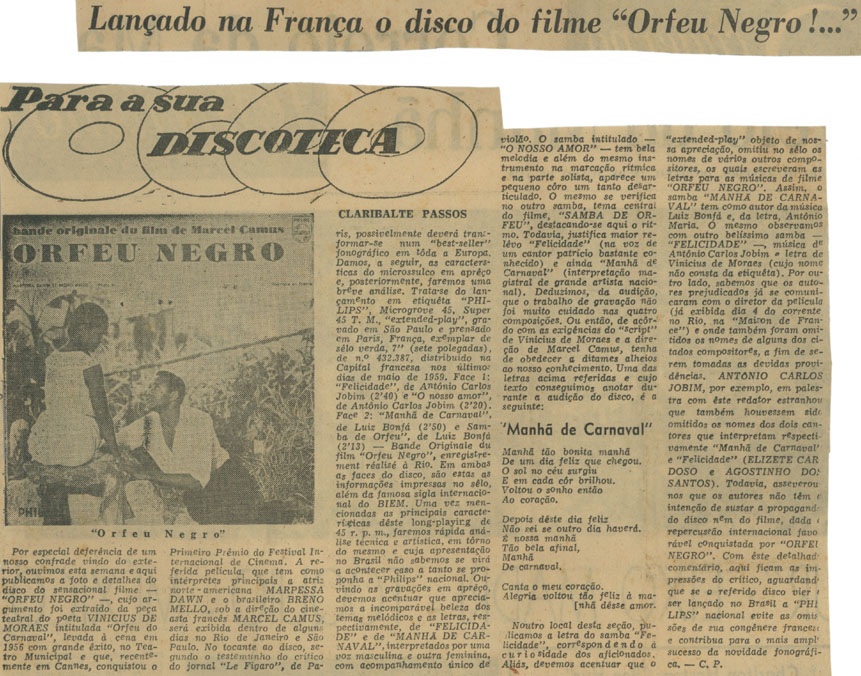 Lançado na França o disco do filme "Orfeu Negro!..."
Para a sua
DISCOTECA
bande originale du film de Marcel Camus
ORFEU NEGRO
PHIL
"Orfeu Negro"
Por especial deferência de um
nosso confrade vindo do exte-
rior, ouvimos esta semana e aqui
publicamos a foto e detalhes do
disco do sensacional filme —
"ORFEU NEGRO" —, cujo ar-
gumento foi extraído da peça
teatral do poeta VINICIUS DE
MORAES intitulada "Orfeu do
Carnaval", levada à cena em
1956 com grande êxito, no Tea-
tro Municipal e que, recente-
mente em Cannes, conquistou o
Primeiro Prêmio do Festival In-
ternacional de Cinema. A re-
ferida película, que tem como
intérpretes principais a atriz
norte-americana MARPESSA
DAWN e o brasileiro BRENO
MELLO, sob a direção do cine-
asta francês MARCEL CAMUS,
será exibida dentro de alguns
dias no Rio de Janeiro e São
Paulo. No tocante ao disco, se-
gundo o testemunho do crítico
do jornal "Le Figaro", de Pa-
CLARIBALTE PASSOS
ris, possivelmente deverá trans-
formar-se num "best-seller"
fonográfico em tôda a Europa.
Damos, a seguir, as caracterís-
ticas do microssulco em aprêço
e, posteriormente, faremos uma
breve análise. Trata-se do lan-
çamento em etiquêta "PHI-
LIPS", Microgrove 45, Super
45 T. M., "extended-play", gra-
vado em São Paulo e prensado
em Paris, França, exemplar de
sêlo verde, 7" (sete polegadas),
de n.º 432.387, distribuído na
Capital francesa nos últimos
dias de maio de 1959. Face 1:
"Felicidade", de Antônio Carlos
Jobim (2'40) e "O nosso amor",
de Antônio Carlos Jobim (2'20).
Face 2: "Manhã de Carnaval",
de Luiz Bonfá (2'50) e Sam-
ba de Orfeu", de Luiz Bonfá
(2'13) — Bande Originale du
film "Orfeu Negro", enregistre-
ment réalisé à Rio. Em ambas
as faces do disco, são estas as
informações impressas no sêlo,
além da famosa sigla internacio-
nal do BIEM. Uma vez men-
cionadas as principais caracte-
rísticas dêste long-playing de
45 r. p. m., faremos rápida aná-
lise técnica e artística, em tôr-
no do mesmo e cuja apresentação
no Brasil não sabemos se virá
a acontecer caso a tanto se pro-
ponha a "Philips" nacional. Ou-
vindo as gravações em aprêço,
devemos acentuar que aprecia-
mos a incomparável beleza dos
temas melódicos e as letras, res-
pectivamente, de "FELICIDA-
DE" e de "MANHÃ DE CAR-
NAVAL", interpretados por uma
voz masculina e outra feminina,
com acompanhamento único de
violão. O samba intitulado —
"O NOSSO AMOR" — tem bela
melodia e além do mesmo ins-
trumento na marcação rítmica
e na parte solista, aparece um
pequeno côro um tanto desar-
ticulado. O mesmo se verifica
no outro samba, tema central
do filme, "SAMBA DE OR-
FEU", destacando-se aqui o rit-
mo. Todavia, justifica maior re-
lêvo "Felicidade" (na voz de
um cantor patrício bastante co-
nhecido) e ainda "Manhã de
Carnaval" (interpretação ma-
gistral de grande artista nacio-
nal). Deduzimos, da audição,
que o trabalho de gravação não
foi muito cuidado nas quatro
composições. Ou então, de acôr-
do com as exigências do "script"
de Vinicius de Moraes e a dire-
ção de Marcel Camus, tenha
de obedecer a ditames alheios
ao nosso conhecimento. Uma das
letras acima referidas e cujo
texto conseguimos anotar du-
rante a audição do disco, é a
seguinte:
"Manhã de Carnaval"
Manhã tão bonita manhã
De um dia feliz que chegou.
O sol no céu surgiu
E em cada côr brilhou.
Voltou o sonho então
Ao coração.
Depois dêste dia feliz
Não rei se outro dia haverá.
É nossa manhã
Tão bela afinal,
Manhã
De carnaval.
Canta o meu coração.
Alegria voltou tão feliz à ma-
[nhã dêsse amor.
Noutro local desta seção, pu-
blicamos a letra do samba "Fe-
licidade", correspondendo à
curiosidade dos aficionados.
Aliás, devemos acentuar que o
"extended-play" objeto de nos-
sa apreciação, omitiu no sêlo os
nomes de vários outros compo-
sitores, os quais escreveram as
letras para as músicas de filme
"ORFEU NEGRO". Assim, o
samba "MANHÃ DE CARNA-
VAL" tem como autor da música
Luiz Bonfá e, da letra, Antônio
Maria. O mesmo observamos
com outro belíssimo samba —
"FELICIDADE" —, música de
Antônio Carlos Jobim e letra de
Vinicius de Moraes (cujo nome
não consta da etiquêta). Por ou-
tro lado, sabemos que os auto-
res prejudicados já se comuni-
caram com o diretor da película
(já exibida dia 4 do corrente
no Rio, na "Maison de Fran-
ce") e onde também foram omi-
tidos os nomes de alguns dos ci-
tados compositores, a fim de se-
rem tomadas as devidas provi-
dências. ANTÔNIO CARLOS
JOBIM, por exemplo, em pales-
tra com êste redator estranhou
que também houvessem sido
omitidos os nomes dos dois can-
tores que interpretam respecti-
vamente "Manhã de Carnaval"
e "Felicidade" (ELIZETE CAR
DOSO e AGOSTINHO DOS
SANTOS). Todavia, asseverou
nos que os autores não têm
intenção de sustar a propagand
do disco nem do filme, dada
repercussão internacional favo
rável conquistada por "ORFEU
NEGRO". Com êste detalhad
comentário, aqui ficam as im-
pressões do crítico, aguardand
que se o referido disco vier
ser lançado no Brasil a "PHI
LIPS" nacional evite as omis
sões de sua congênere frances
e contribua para o mais ampl
sucesso da novidade fonográfi-
ca. — C. P.